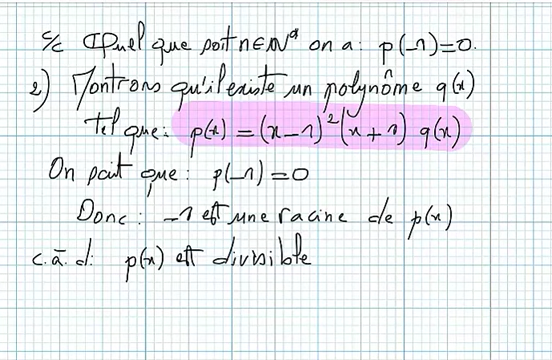 c/c Quel que soit n∈ℕ* on a: p(-1)=0.
2) Montrons qu'il existe un polynôme q(x)
tel que: p(x) = (x-1)²(x+1) q(x)
On sait que: p(-1)=0
Donc: -1 est une racine de p(x)
c.à.d: p(x) est divisible